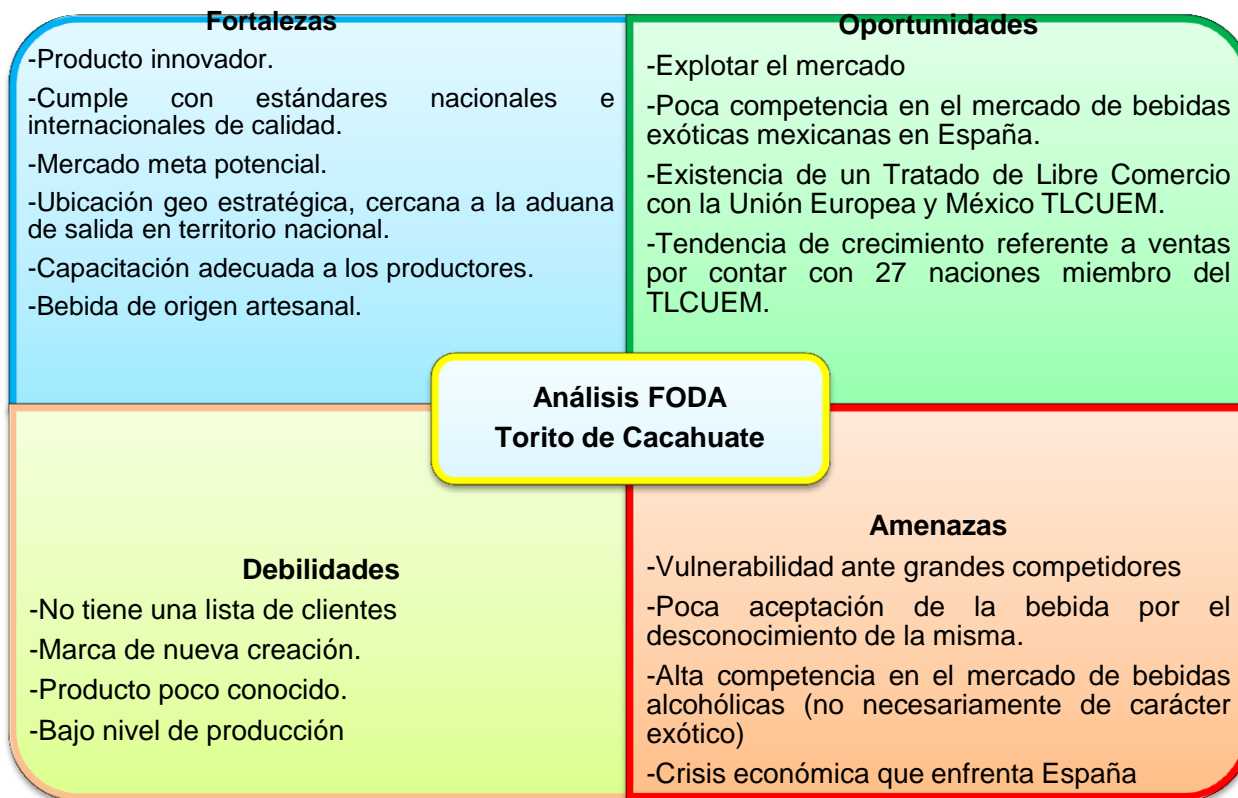 Fortalezas
-Producto innovador.
-Cumple con estándares nacionales e
internacionales de calidad.
-Mercado meta potencial.
-Ubicación geo estratégica, cercana a la aduana
de salida en territorio nacional.
-Capacitación adecuada a los productores.
-Bebida de origen artesanal.
Oportunidades
-Explotar el mercado
-Poca competencia en el mercado de bebidas
exóticas mexicanas en España.
-Existencia de un Tratado de Libre Comercio
con la Unión Europea y México TLCUEM.
-Tendencia de crecimiento referente a ventas
por contar con 27 naciones miembro del
TLCUEM.
Análisis FODA
Torito de Cacahuate
Debilidades
-No tiene una lista de clientes
-Marca de nueva creación.
-Producto poco conocido.
-Bajo nivel de producción
Amenazas
-Vulnerabilidad ante grandes competidores
-Poca aceptación de la bebida por el
desconocimiento de la misma.
-Alta competencia en el mercado de bebidas
alcohólicas (no necesariamente de carácter
exótico)
-Crisis económica que enfrenta España